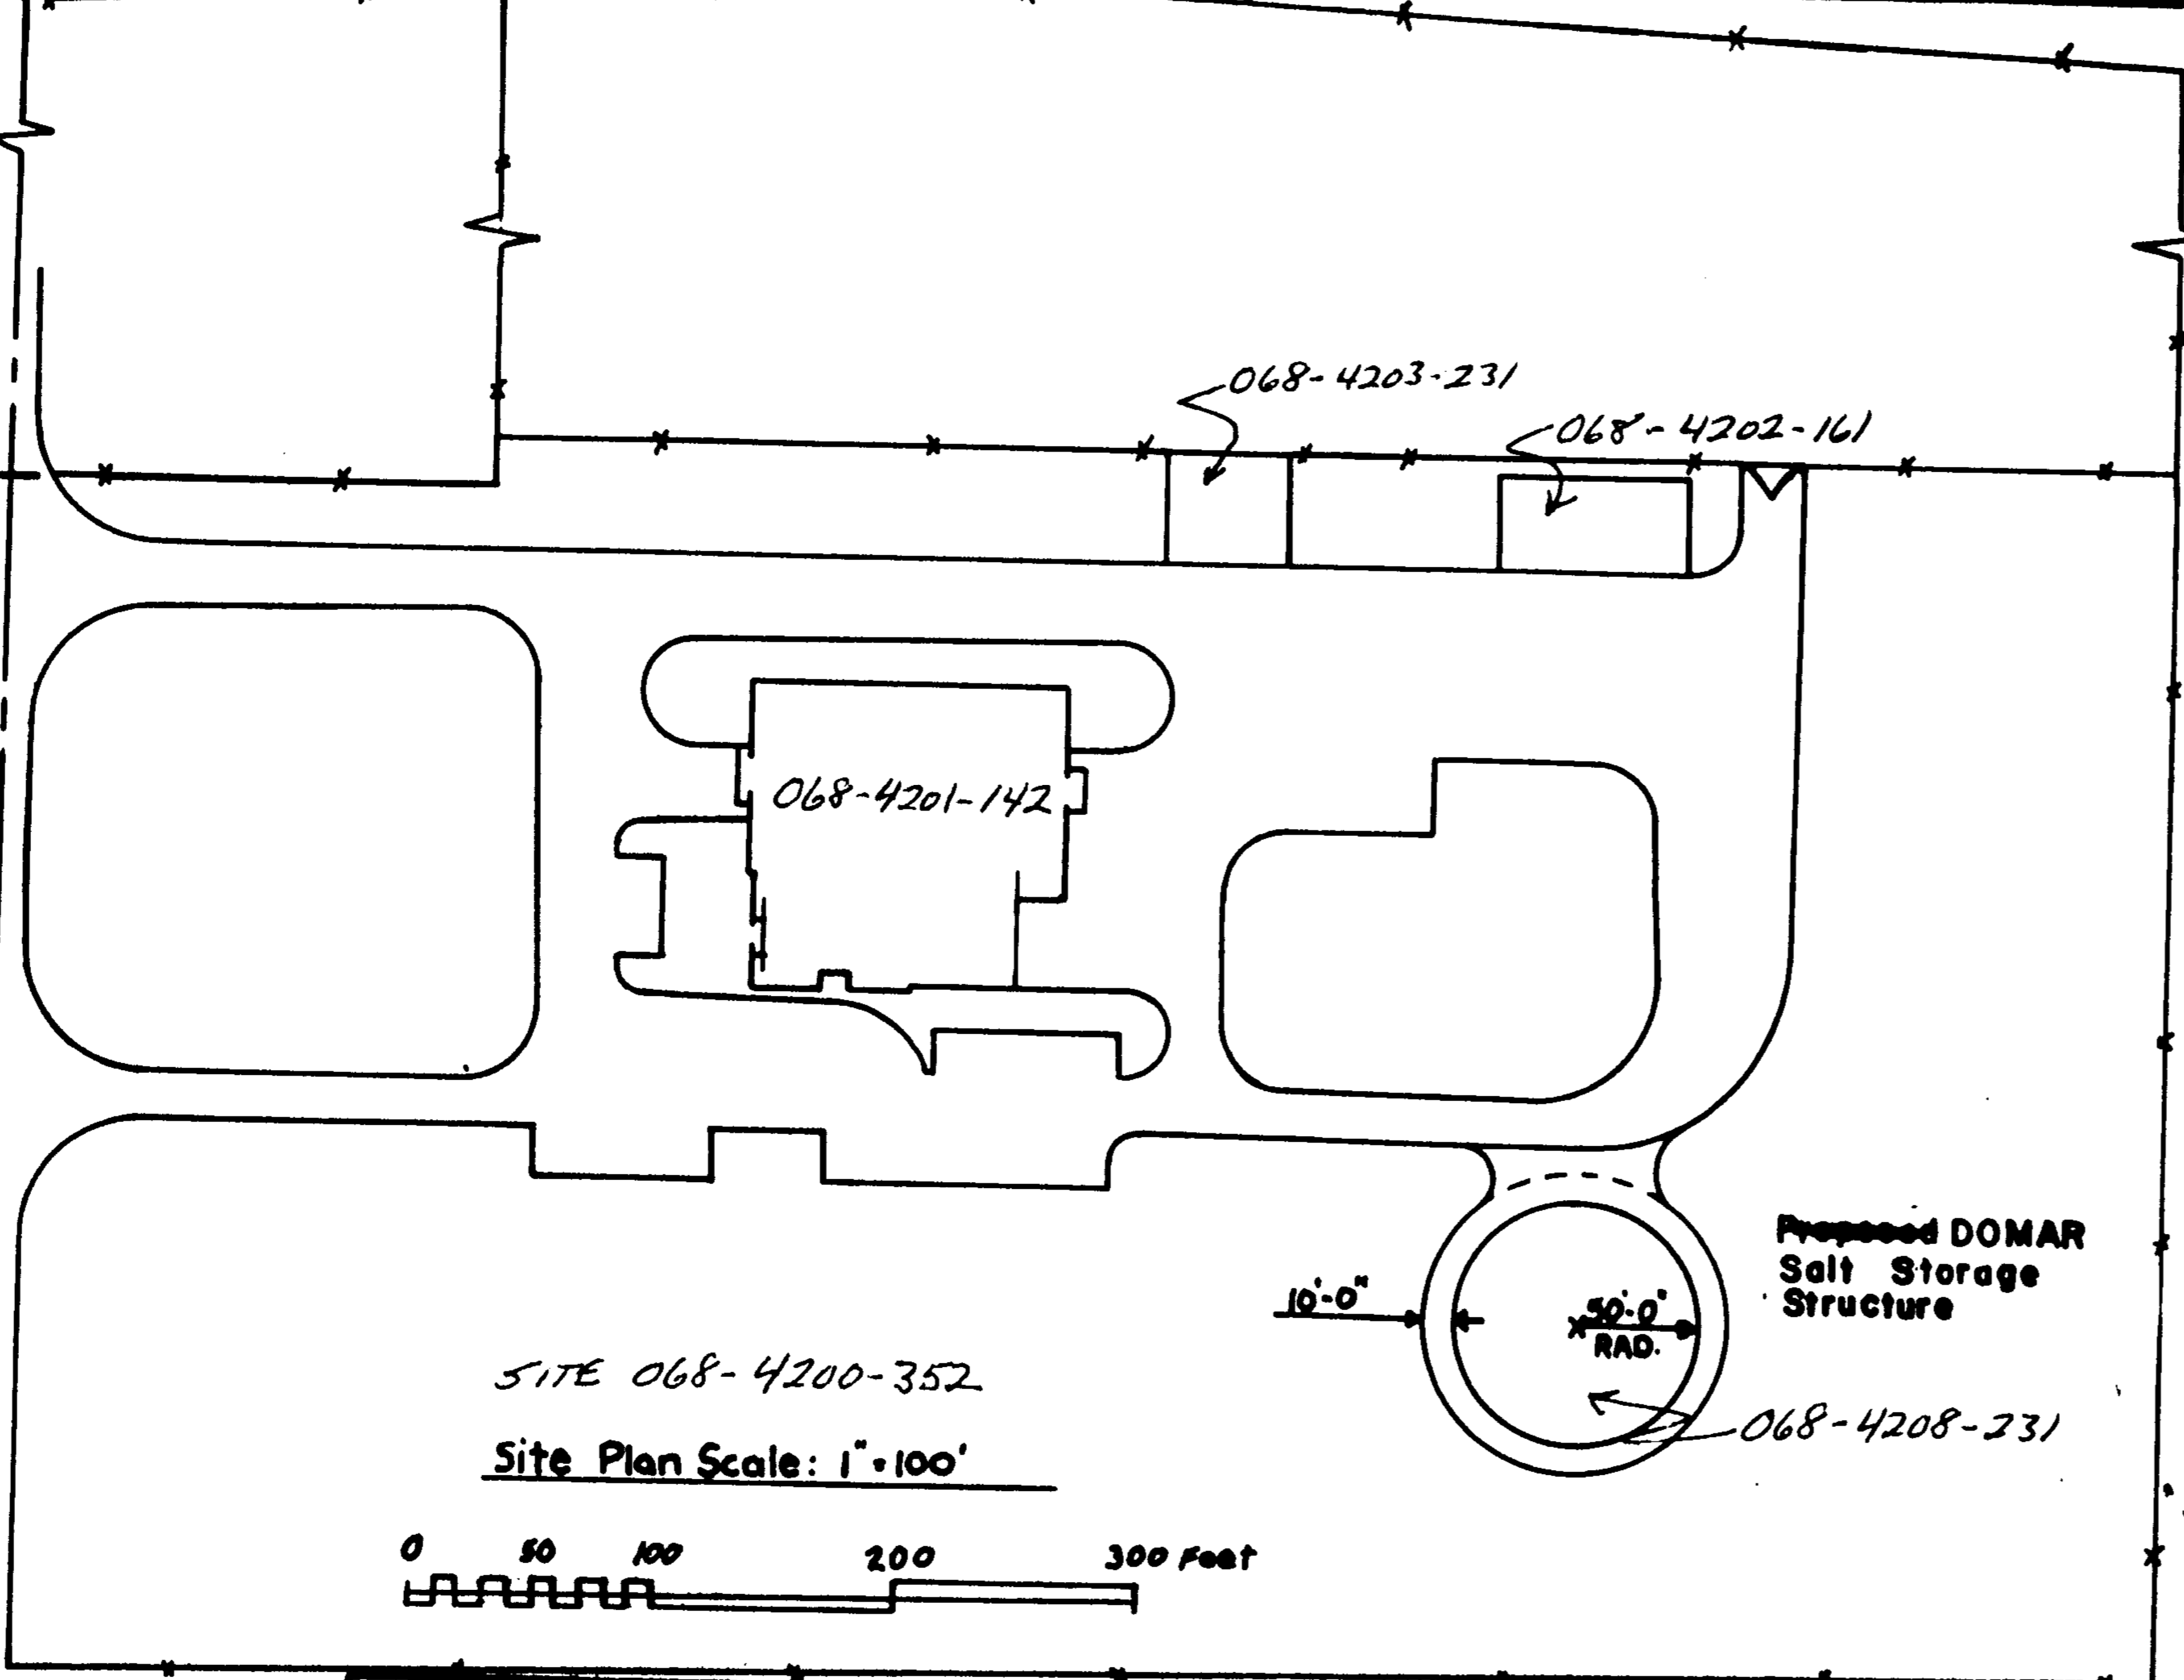 068-4203-231
068-4202-161
068-4201-142
Proposed DOMAR
Salt Storage
Structure
10'-0"
50'-0"
RAD.
SITE 068-4200-352
068-4208-231
Site Plan Scale: 1"=100'
0 50 100 200 300 Feet